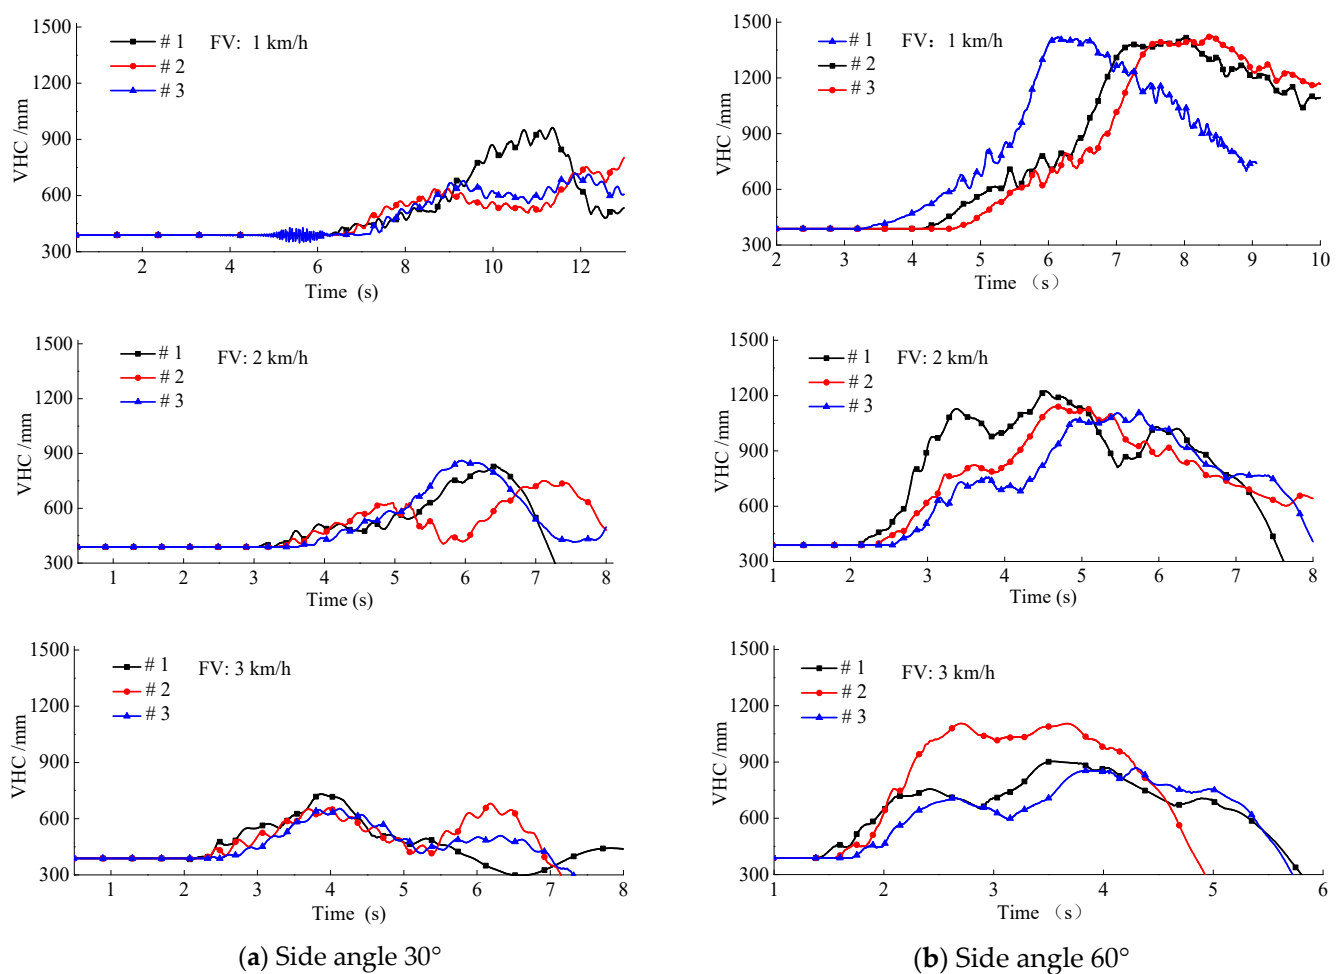 1500
1200
900
600
300
VHC /mm
# 1
# 2
# 3
FV: 1 km/h
2 4 6 8 10 12
Time (s)
1500
1200
900
600
300
VHC /mm
# 1
# 2
# 3
FV: 1 km/h
2 3 4 5 6 7 8 9 10
Time (s)
1500
1200
900
600
300
VHC /mm
# 1
# 2
# 3
FV: 2 km/h
1 2 3 4 5 6 7 8
Time (s)
1500
1200
900
600
300
VHC /mm
# 1
# 2
# 3
FV: 2 km/h
1 2 3 4 5 6 7 8
Time (s)
1500
1200
900
600
300
VHC /mm
# 1
# 2
# 3
FV: 3 km/h
1 2 3 4 5 6 7 8
Time (s)
1500
1200
900
600
300
VHC /mm
# 1
# 2
# 3
FV: 3 km/h
1 2 3 4 5 6
Time (s)
(a) Side angle 30°
(b) Side angle 60°